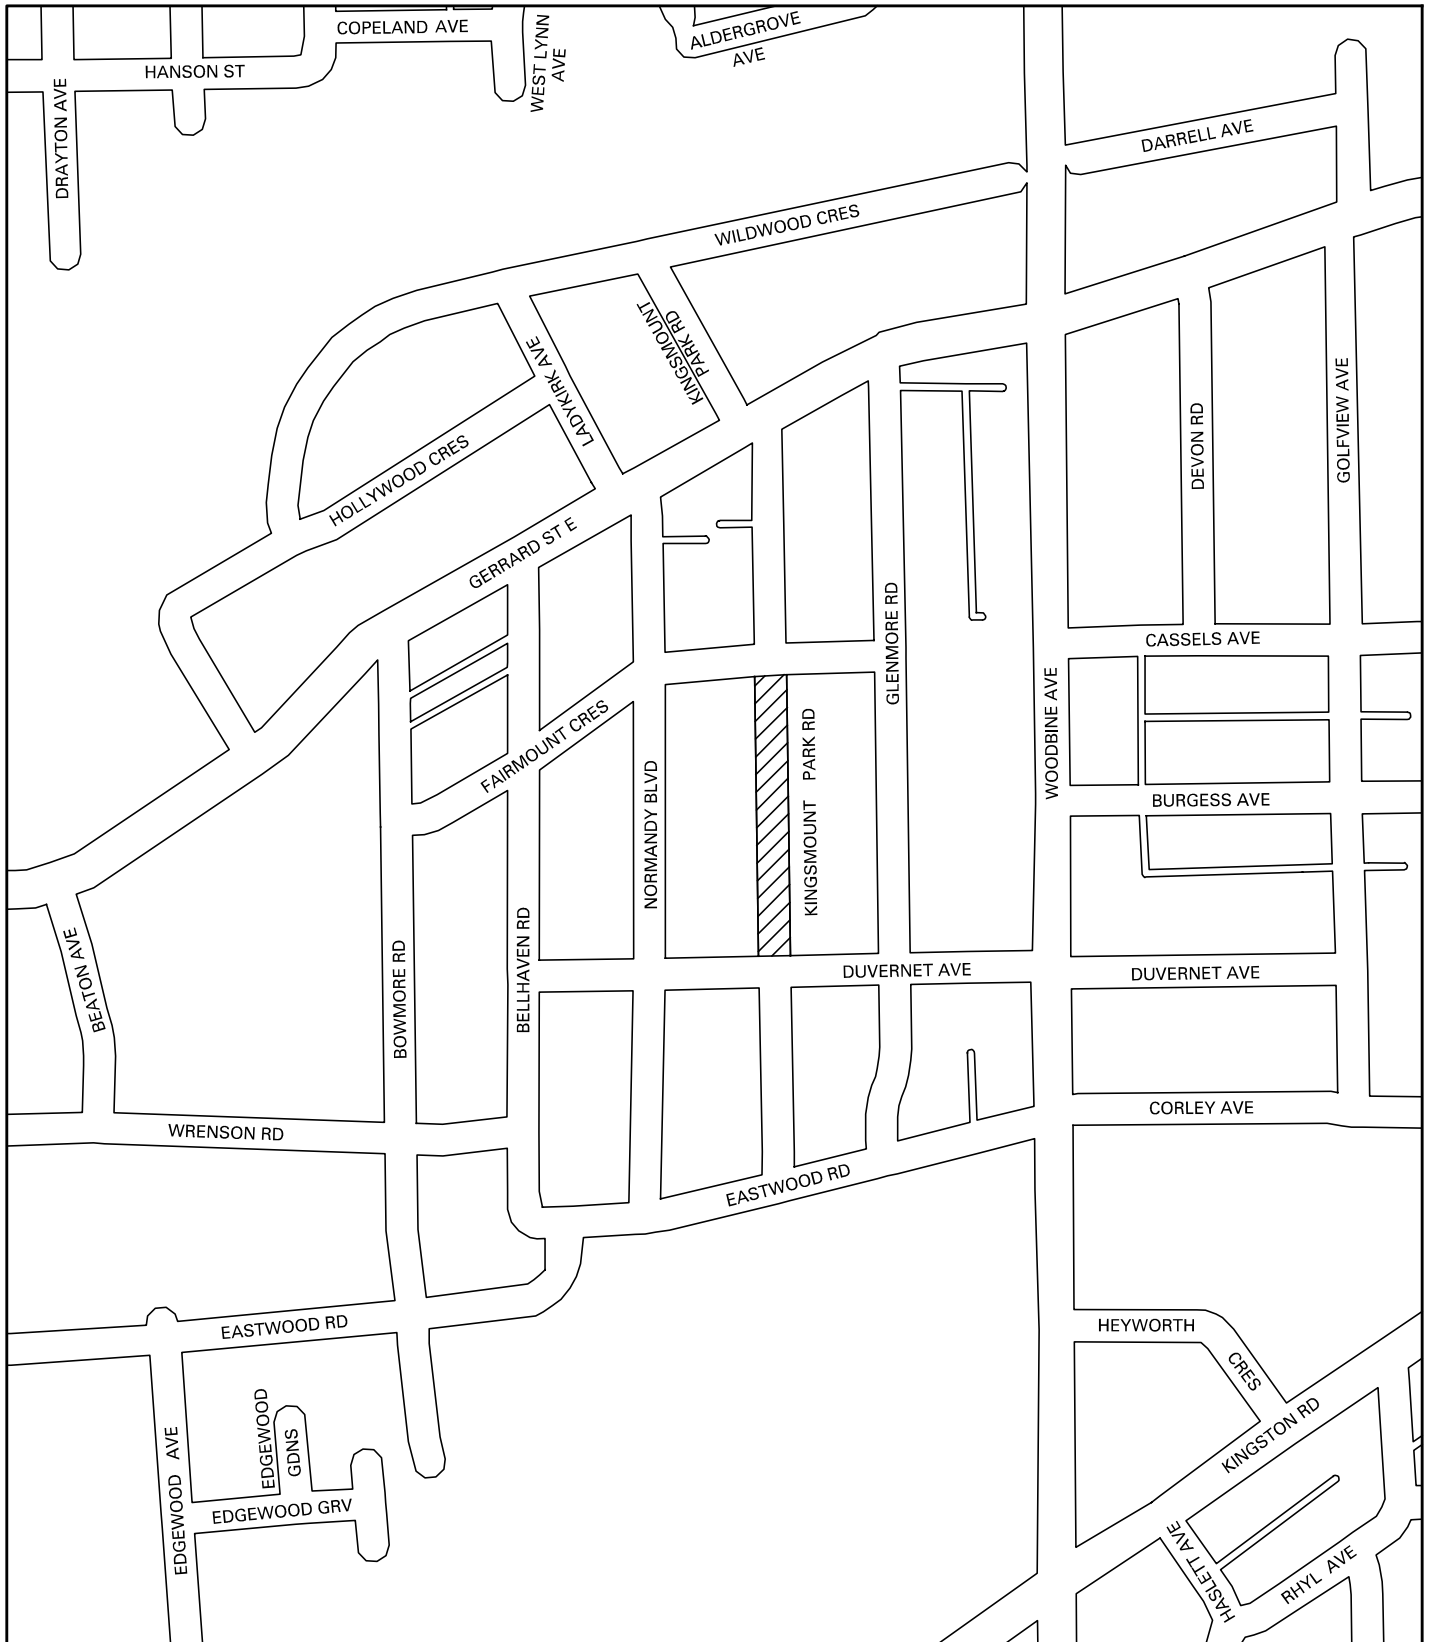 COPELAND AVE
WEST LYNN
AVE
ALDERGROVE
AVE
HANSON ST
DRAYTON AVE
DARRELL AVE
WILDWOOD CRES
KINGSMOUNT
PARK RD
LADYKIRK AVE
HOLLYWOOD CRES
GERRARD ST E
DEVON RD
GOLFVIEW AVE
GLENMORE RD
CASSELS AVE
WOODBINE AVE
FAIRMOUNT CRES
NORMANDY BLVD
KINGSMOUNT PARK RD
BURGESS AVE
BEATON AVE
BOWMORE RD
BELLHAVEN RD
DUVERNET AVE
DUVERNET AVE
WRENSON RD
CORLEY AVE
EASTWOOD RD
EASTWOOD RD
HEYWORTH
CRES
KINGSTON RD
EDGEWOOD AVE
EDGEWOOD
GDNS
EDGEWOOD GRV
HASLETT AVE
RHYL AVE